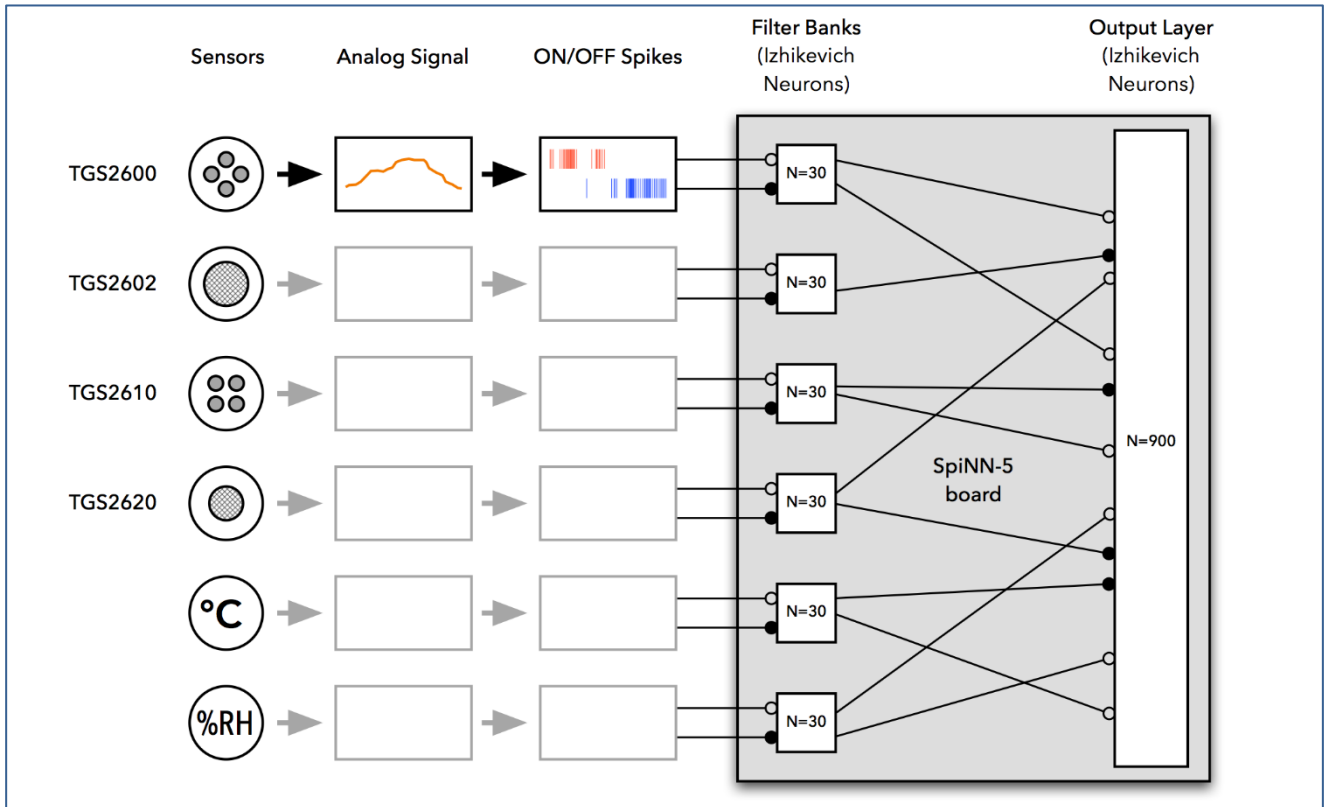 Sensors
Analog Signal
ON/OFF Spikes
Filter Banks
(Izhikevich
Neurons)
Output Layer
(Izhikevich
Neurons)
TGS2600
N=30
TGS2602
N=30
TGS2610
N=30
N=900
SpiNN-5
board
TGS2620
N=30
°C
N=30
%RH
N=30